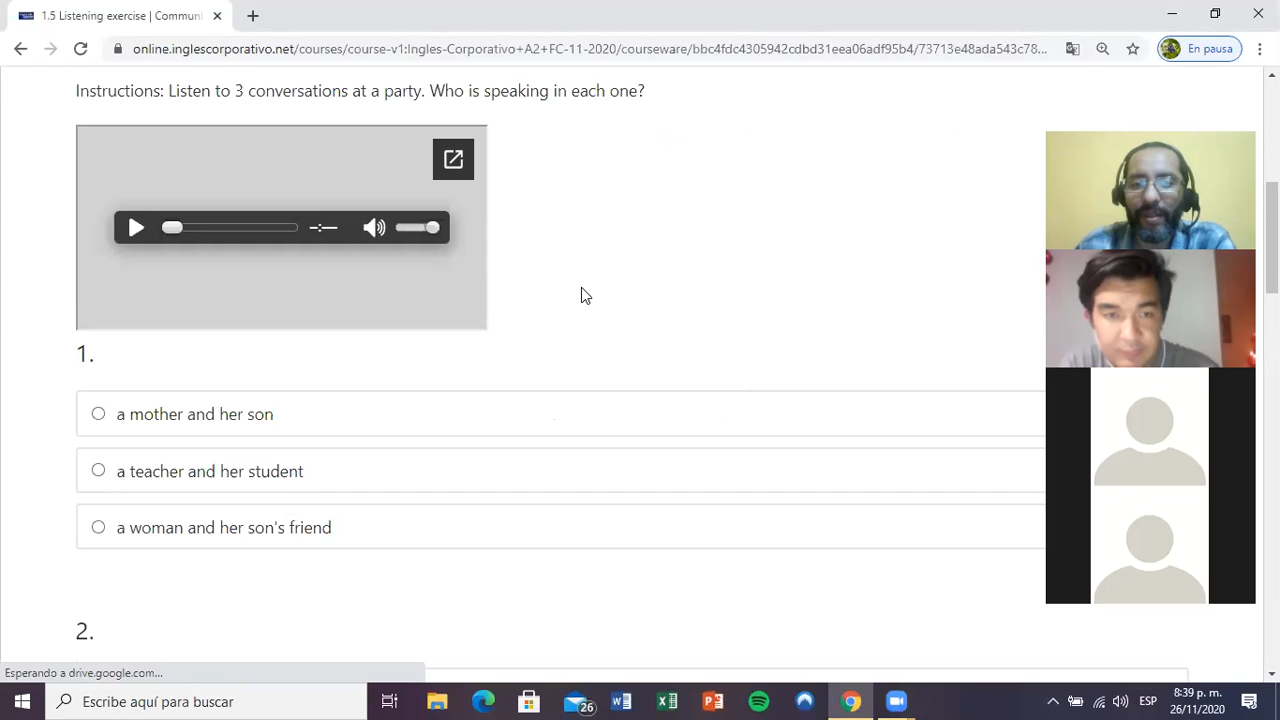 1.5 Listening exercise | Commun
online.inglescorporativo.net/courses/course-v1:Ingles-Corporativo+A2+FC-11-2020/courseware/bbc4fdc4305942cdbd31eea06adf95b4/73713e48ada543c78...
En pausa
Instructions: Listen to 3 conversations at a party. Who is speaking in each one?
-:--
1.
a mother and her son
a teacher and her student
a woman and her son's friend
2.
Esperando a drive.google.com...
Escribe aquí para buscar
26
ESP
8:39 p. m.
26/11/2020